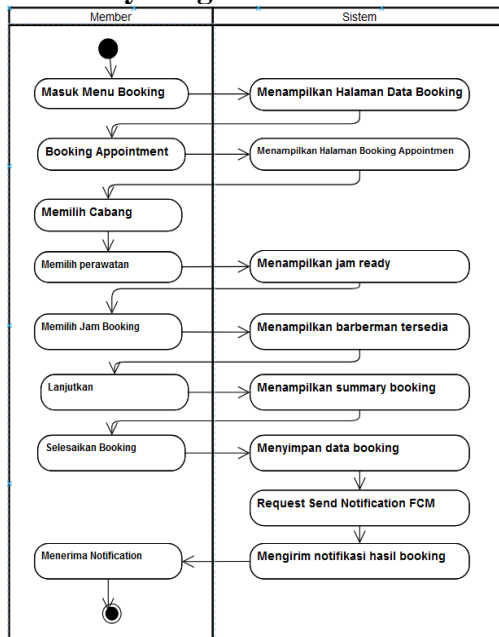 Member
Sistem
Masuk Menu Booking
Menampilkan Halaman Data Booking
Booking Appointment
Menampilkan Halaman Booking Appointmen
Memilih Cabang
Memilih perawatan
Menampilkan jam ready
Memilih Jam Booking
Menampilkan barberman tersedia
Lanjutkan
Menampilkan summary booking
Selesaikan Booking
Menyimpan data booking
Request Send Notification FCM
Menerima Notification
Mengirim notifikasi hasil booking